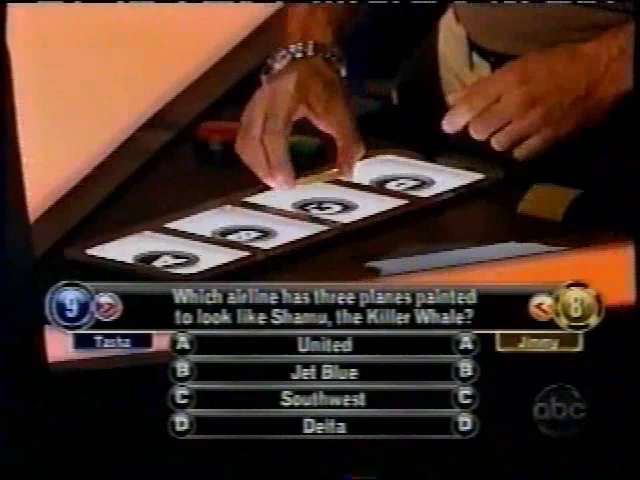 A
B
C
D
9
Which airline has three planes painted
to look like Shamu, the Killer Whale?
8
Tasha
Jimmy
A United A
B Jet Blue B
C Southwest C
D Delta D
abc